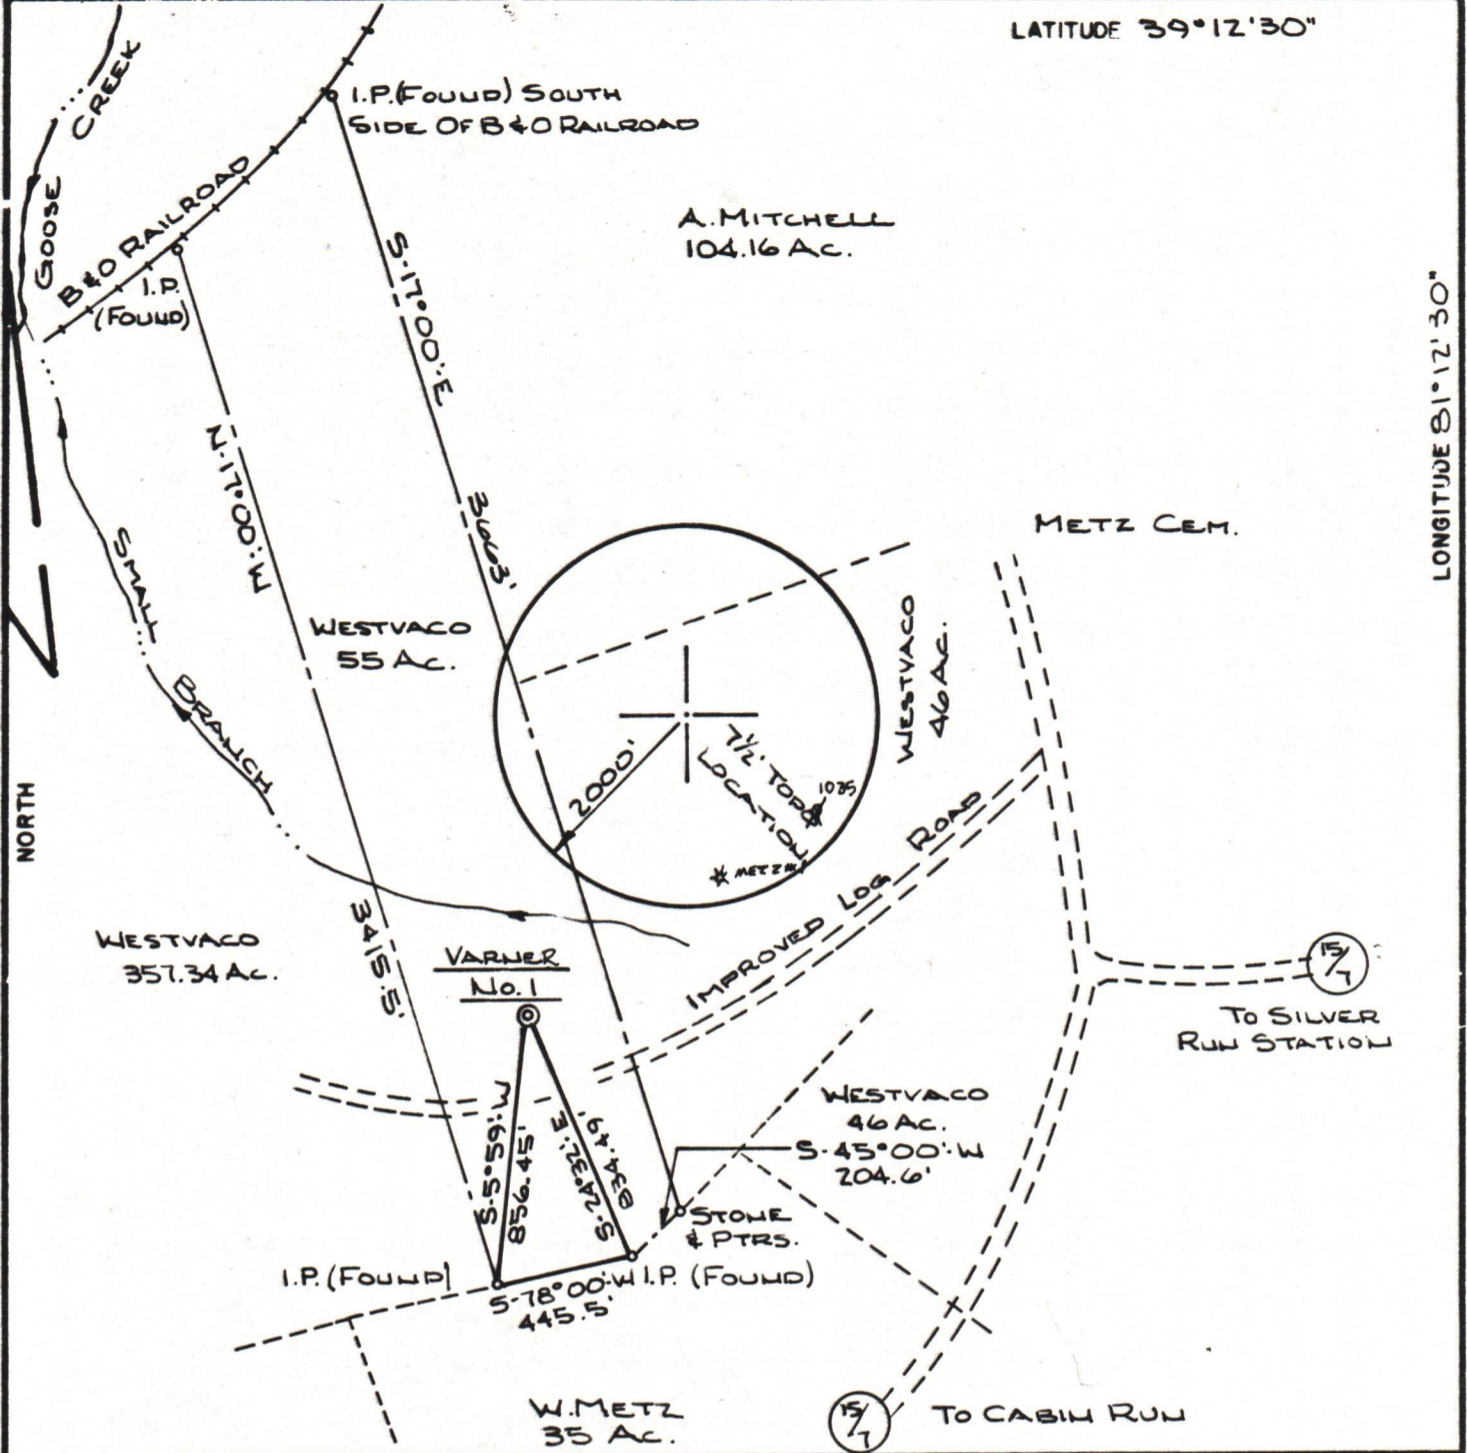 LATITUDE 39°12'30"
GOOSE CREEK
I.P.(FOUND) SOUTH
SIDE OF B&O RAILROAD
B&O RAILROAD
I.P.
(FOUND)
A. MITCHELL
104.16 AC.
S-17°00'-E
3663'
N-17°00'-W
3415.5'
LONGITUDE 81°12'30"
METZ CEM.
SMALL BRANCH
WESTVACO
55 AC.
WESTVACO
46 AC.
2000'
7½' TOPO
LOCATION
1035
METZ #1
NORTH
IMPROVED LOG ROAD
WESTVACO
357.34 AC.
VARNER
NO. 1
15/7
TO SILVER
RUN STATION
S-5°59'-W
856.45'
S-24°32'-E
834.49'
WESTVACO
46 AC.
S-45°00'-W
204.6'
STONE
& PTRS.
I.P. (FOUND)
I.P. (FOUND)
S-78°00'-W
445.5'
W. METZ
35 AC.
15/7
TO CABIN RUN